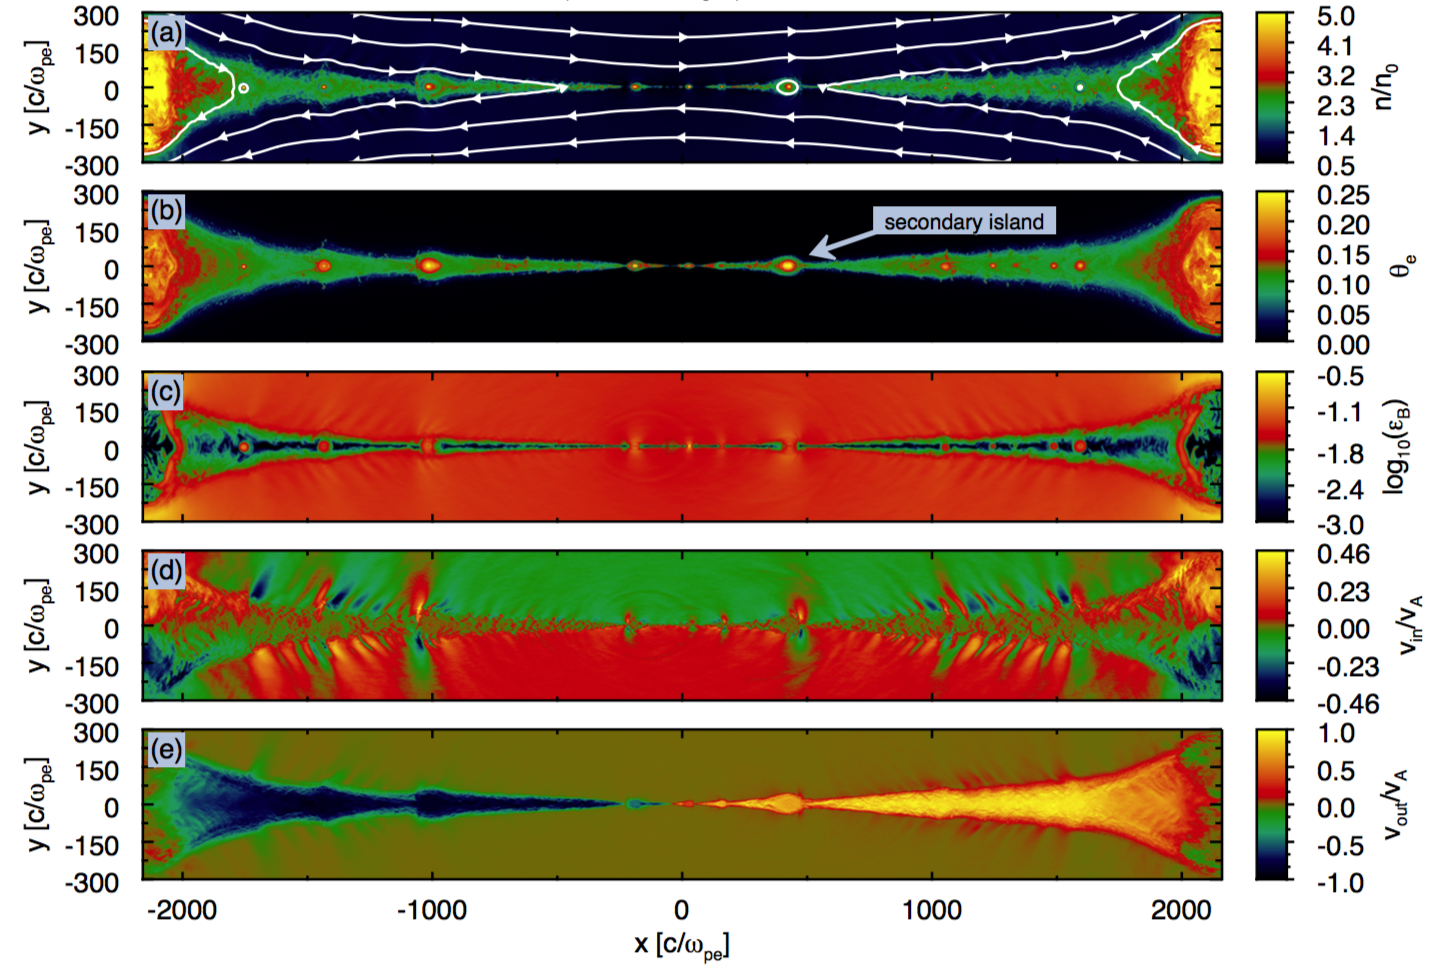 (a)
300
150
0
-150
-300
y [c/ωpe]
5.0
4.1
3.2
2.3
1.4
0.5
n/n0
(b)
secondary island
300
150
0
-150
-300
y [c/ωpe]
0.25
0.20
0.15
0.10
0.05
0.00
θe
(c)
300
150
0
-150
-300
y [c/ωpe]
-0.5
-1.1
-1.8
-2.4
-3.0
log10(εB)
(d)
300
150
0
-150
-300
y [c/ωpe]
0.46
0.23
0.00
-0.23
-0.46
vin/vA
(e)
300
150
0
-150
-300
y [c/ωpe]
1.0
0.5
0.0
-0.5
-1.0
vout/vA
-2000 -1000 0 1000 2000
x [c/ωpe]